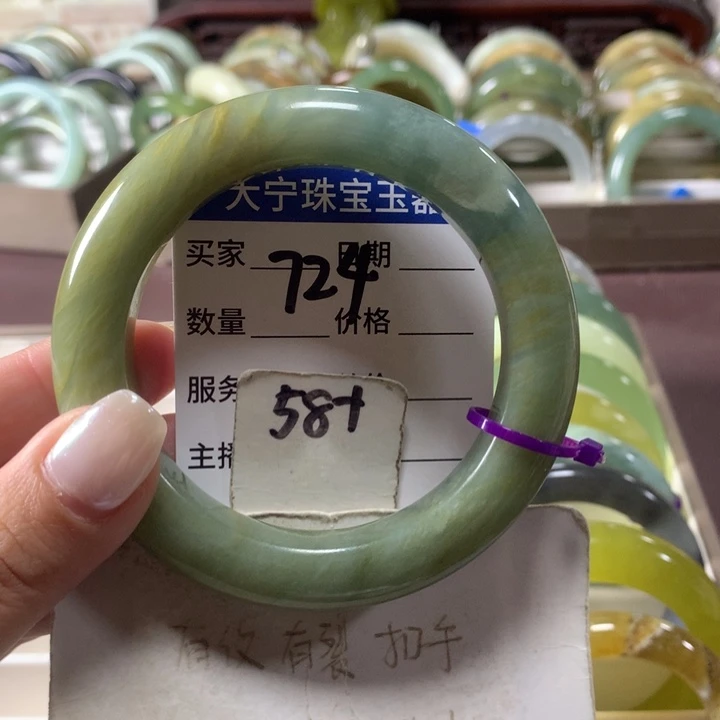 大宁珠宝玉器
买家 724 日期
数量 价格
服务
58+
主播
有纹 有裂 扣手